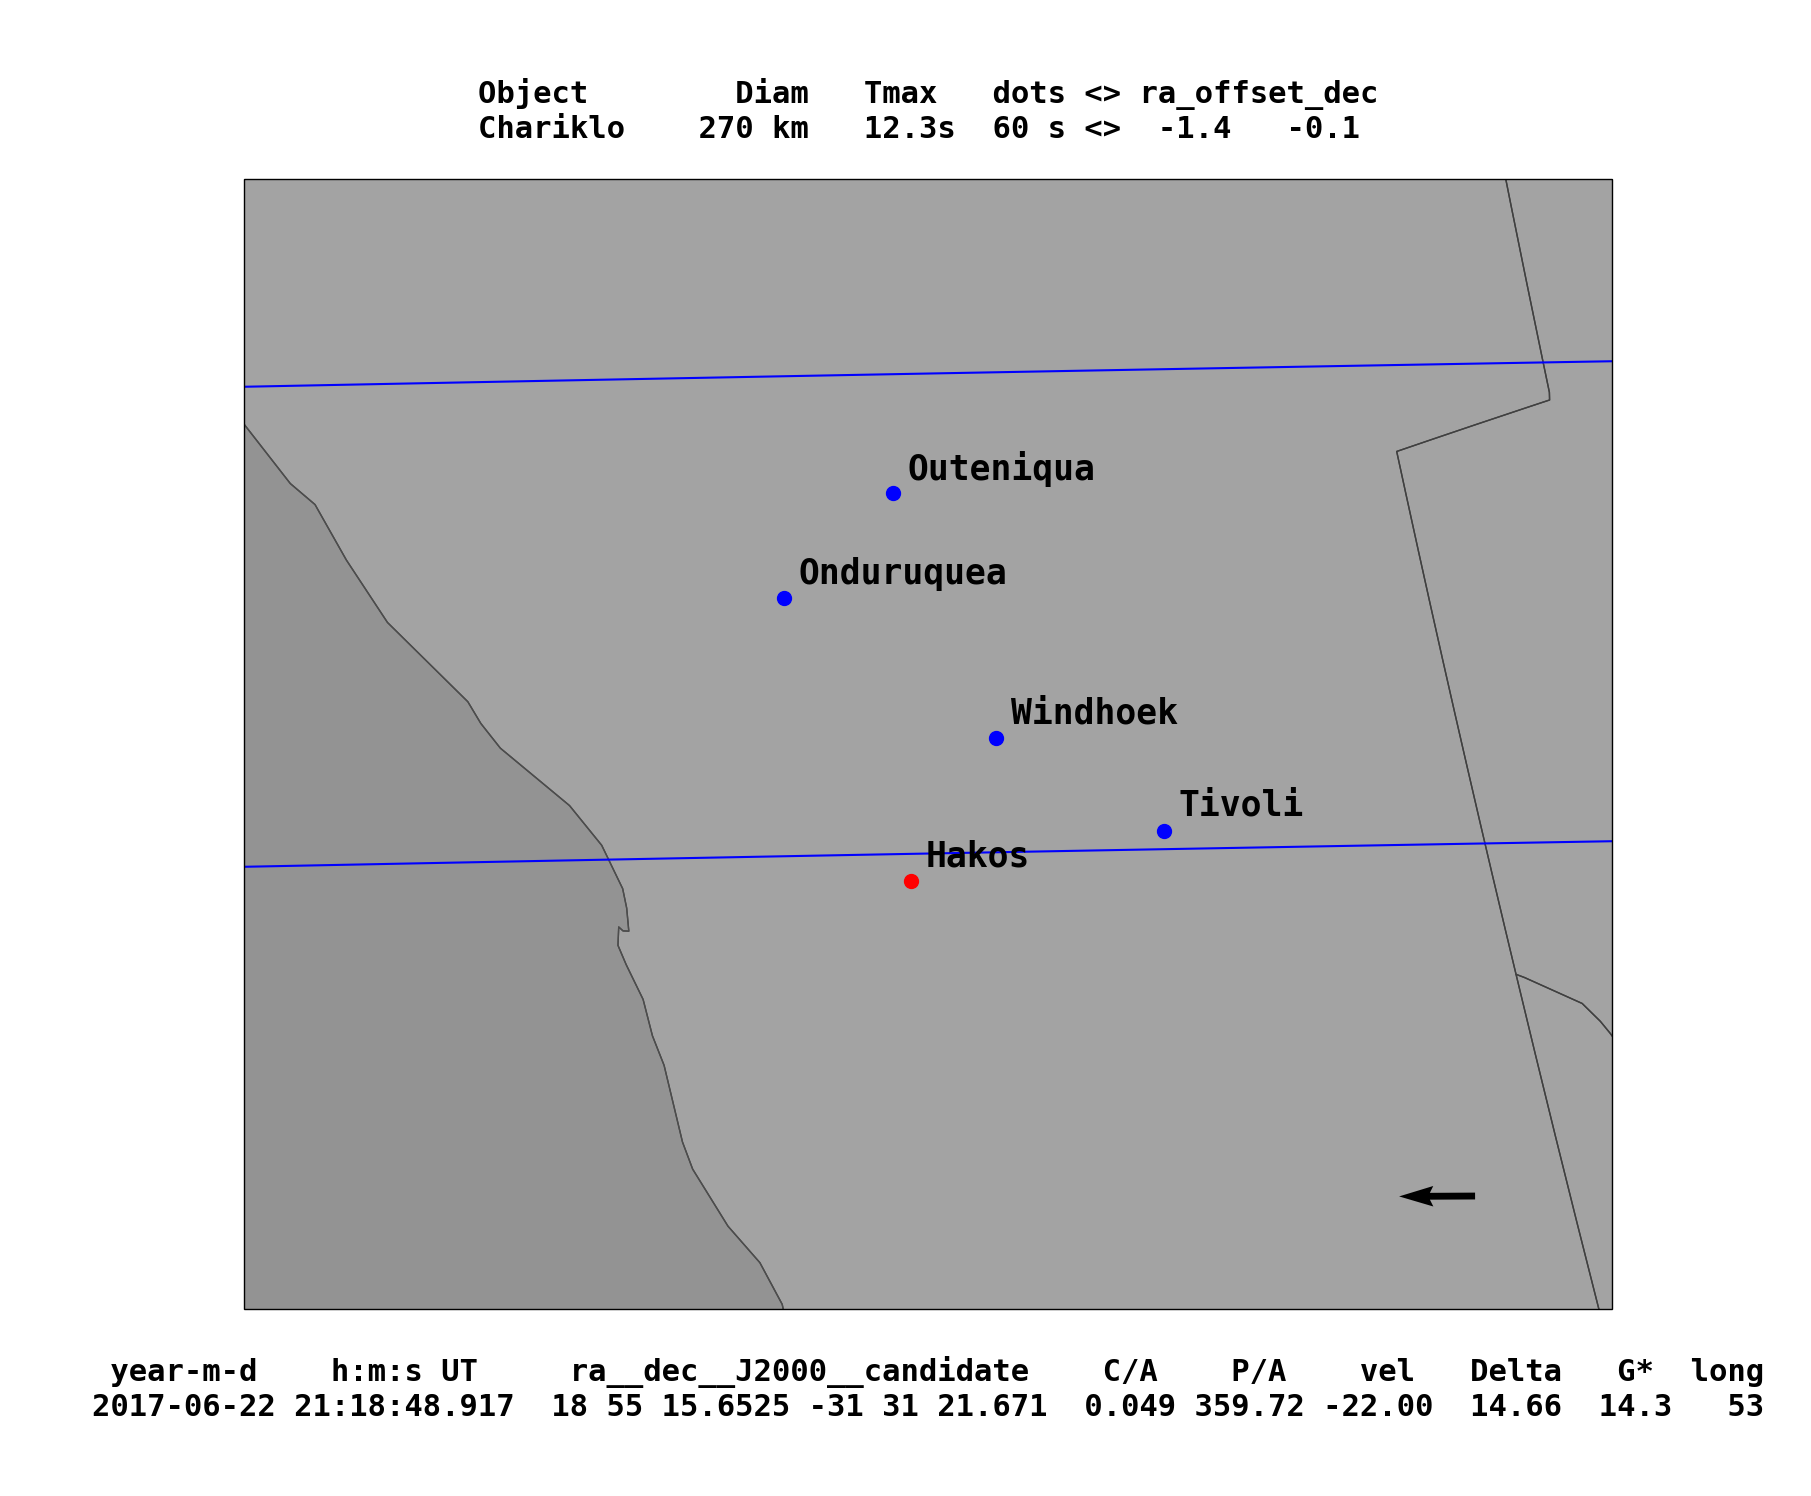 Object Diam Tmax dots <> ra_offset_dec
Chariklo 270 km 12.3s 60 s <> -1.4 -0.1
Outeniqua
Onduruquea
Windhoek
Tivoli
Hakos
year-m-d h:m:s UT ra__dec__J2000__candidate C/A P/A vel Delta G* long
2017-06-22 21:18:48.917 18 55 15.6525 -31 31 21.671 0.049 359.72 -22.00 14.66 14.3 53